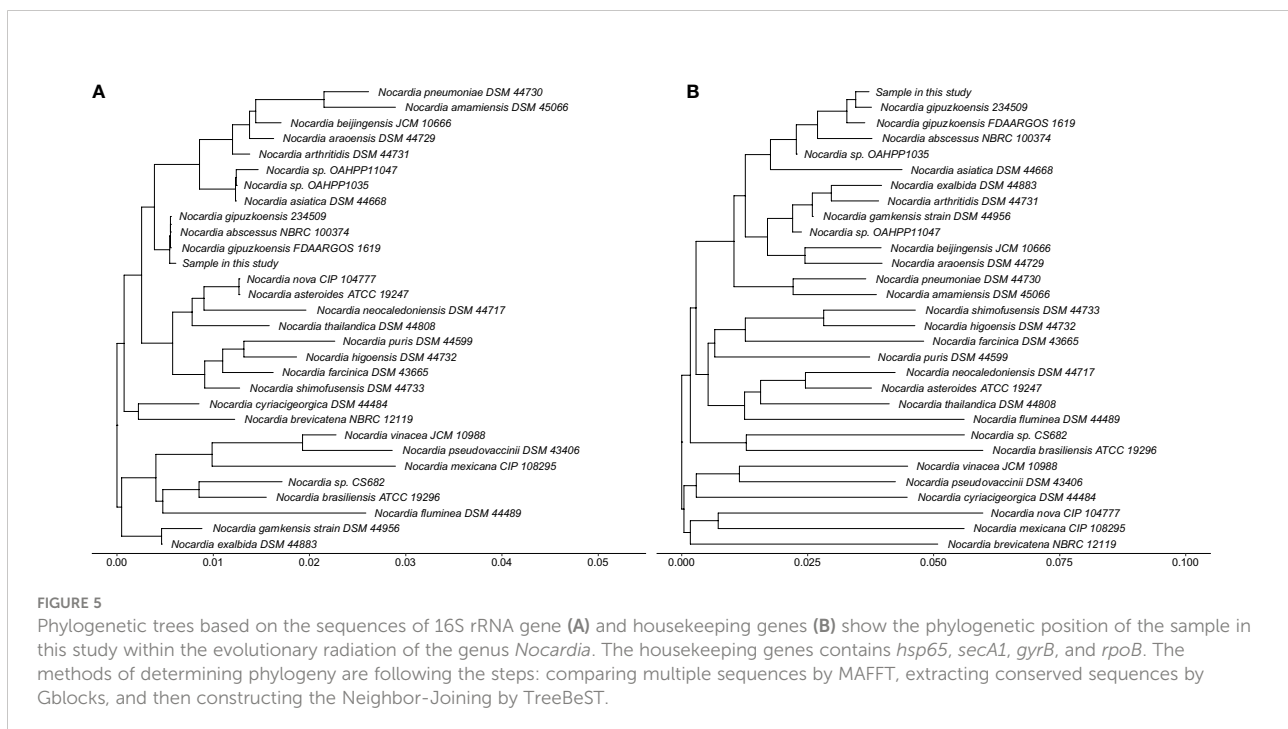 A
Nocardia pneumoniae DSM 44730
Nocardia amamiensis DSM 45066
Nocardia beijingensis JCM 10666
Nocardia araoensis DSM 44729
Nocardia arthritidis DSM 44731
Nocardia sp. OAHPP11047
Nocardia sp. OAHPP1035
Nocardia asiatica DSM 44668
Nocardia gipuzkoensis 234509
Nocardia abscessus NBRC 100374
Nocardia gipuzkoensis FDAARGOS 1619
Sample in this study
Nocardia nova CIP 104777
Nocardia asteroides ATCC 19247
Nocardia neocaledoniensis DSM 44717
Nocardia thailandica DSM 44808
Nocardia puris DSM 44599
Nocardia higoensis DSM 44732
Nocardia farcinica DSM 43665
Nocardia shimofusensis DSM 44733
Nocardia cyriacigeorgica DSM 44484
Nocardia brevicatena NBRC 12119
Nocardia vinacea JCM 10988
Nocardia pseudovaccinii DSM 43406
Nocardia mexicana CIP 108295
Nocardia sp. CS682
Nocardia brasiliensis ATCC 19296
Nocardia fluminea DSM 44489
Nocardia gamkensis strain DSM 44956
Nocardia exalbida DSM 44883
0.00 0.01 0.02 0.03 0.04 0.05
B
Sample in this study
Nocardia gipuzkoensis 234509
Nocardia gipuzkoensis FDAARGOS 1619
Nocardia abscessus NBRC 100374
Nocardia sp. OAHPP1035
Nocardia asiatica DSM 44668
Nocardia exalbida DSM 44883
Nocardia arthritidis DSM 44731
Nocardia gamkensis strain DSM 44956
Nocardia sp. OAHPP11047
Nocardia beijingensis JCM 10666
Nocardia araoensis DSM 44729
Nocardia pneumoniae DSM 44730
Nocardia amamiensis DSM 45066
Nocardia shimofusensis DSM 44733
Nocardia higoensis DSM 44732
Nocardia farcinica DSM 43665
Nocardia puris DSM 44599
Nocardia neocaledoniensis DSM 44717
Nocardia asteroides ATCC 19247
Nocardia thailandica DSM 44808
Nocardia fluminea DSM 44489
Nocardia sp. CS682
Nocardia brasiliensis ATCC 19296
Nocardia vinacea JCM 10988
Nocardia pseudovaccinii DSM 43406
Nocardia cyriacigeorgica DSM 44484
Nocardia nova CIP 104777
Nocardia mexicana CIP 108295
Nocardia brevicatena NBRC 12119
0.000 0.025 0.050 0.075 0.100
FIGURE 5
Phylogenetic trees based on the sequences of 16S rRNA gene (A) and housekeeping genes (B) show the phylogenetic position of the sample in
this study within the evolutionary radiation of the genus Nocardia. The housekeeping genes contains hsp65, secA1, gyrB, and rpoB. The
methods of determining phylogeny are following the steps: comparing multiple sequences by MAFFT, extracting conserved sequences by
Gblocks, and then constructing the Neighbor-Joining by TreeBeST.